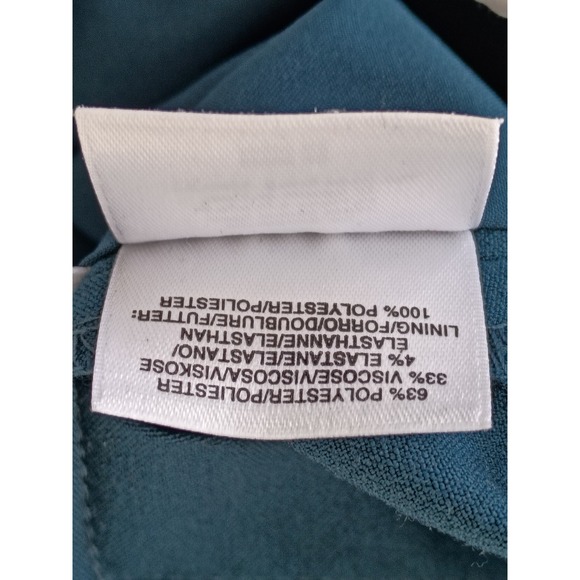 63% POLYESTER/POLIESTER
33% VISCOSE/VISCOSA/VISKOSE
4% ELASTANE/ELASTANO/
ELASTHANNE/ELASTHAN
LINING/FORRO/DOUBLURE/FUTTER:
100% POLYESTER/POLIESTER